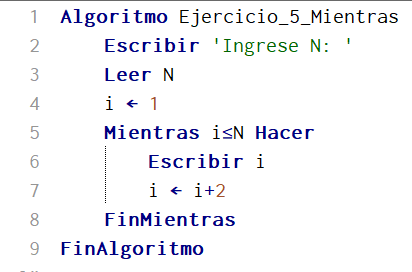 1 Algoritmo Ejercicio_5_Mientras
2 Escribir 'Ingrese N: '
3 Leer N
4 i ← 1
5 Mientras i≤N Hacer
6 Escribir i
7 i ← i+2
8 FinMientras
9 FinAlgoritmo